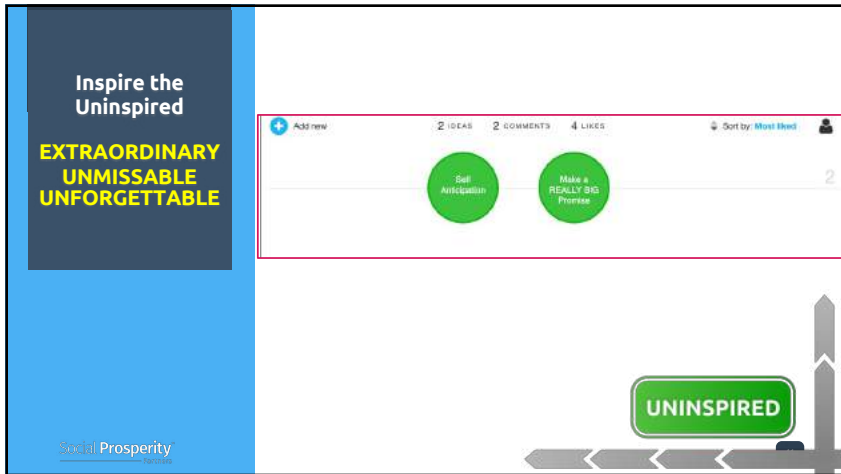 Inspire the
Uninspired
EXTRAORDINARY
UNMISSABLE
UNFORGETTABLE
Add new
2 IDEAS 2 COMMENTS 4 LIKES
Sort by: Most liked
Sell
Anticipation
Make a
REALLY BIG
Promise
2
UNINSPIRED
Social Prosperity